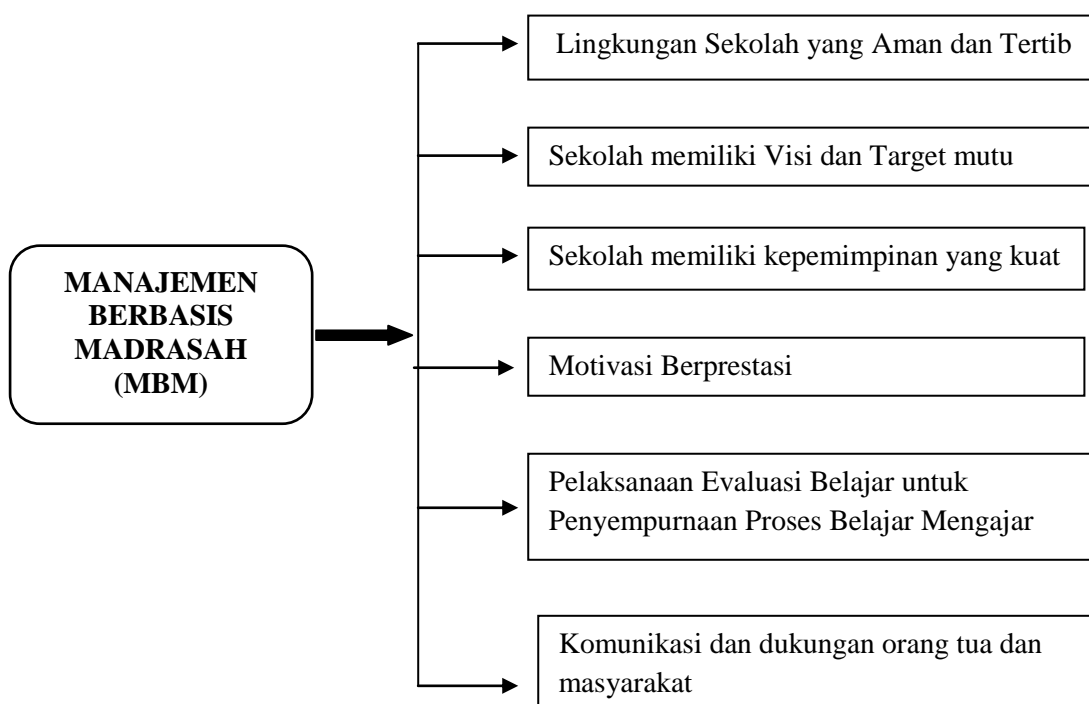 Lingkungan Sekolah yang Aman dan Tertib
Sekolah memiliki Visi dan Target mutu
Sekolah memiliki kepemimpinan yang kuat
MANAJEMEN
BERBASIS
MADRASAH
(MBM)
Motivasi Berprestasi
Pelaksanaan Evaluasi Belajar untuk
Penyempurnaan Proses Belajar Mengajar
Komunikasi dan dukungan orang tua dan
masyarakat